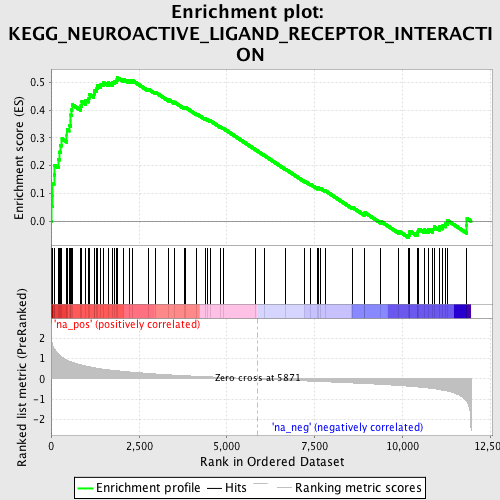 Enrichment plot:
KEGG_NEUROACTIVE_LIGAND_RECEPTOR_INTERACTI
ON
Enrichment score (ES)
0.5
0.4
0.3
0.2
0.1
0.0
'na_pos' (positively correlated)
Ranked list metric (PreRanked)
2
1
0
-1
-2
Zero cross at 5871
'na_neg' (negatively correlated)
0
2,500
5,000
7,500
10,000
12,500
Rank in Ordered Dataset
Enrichment profile
Hits
Ranking metric scores